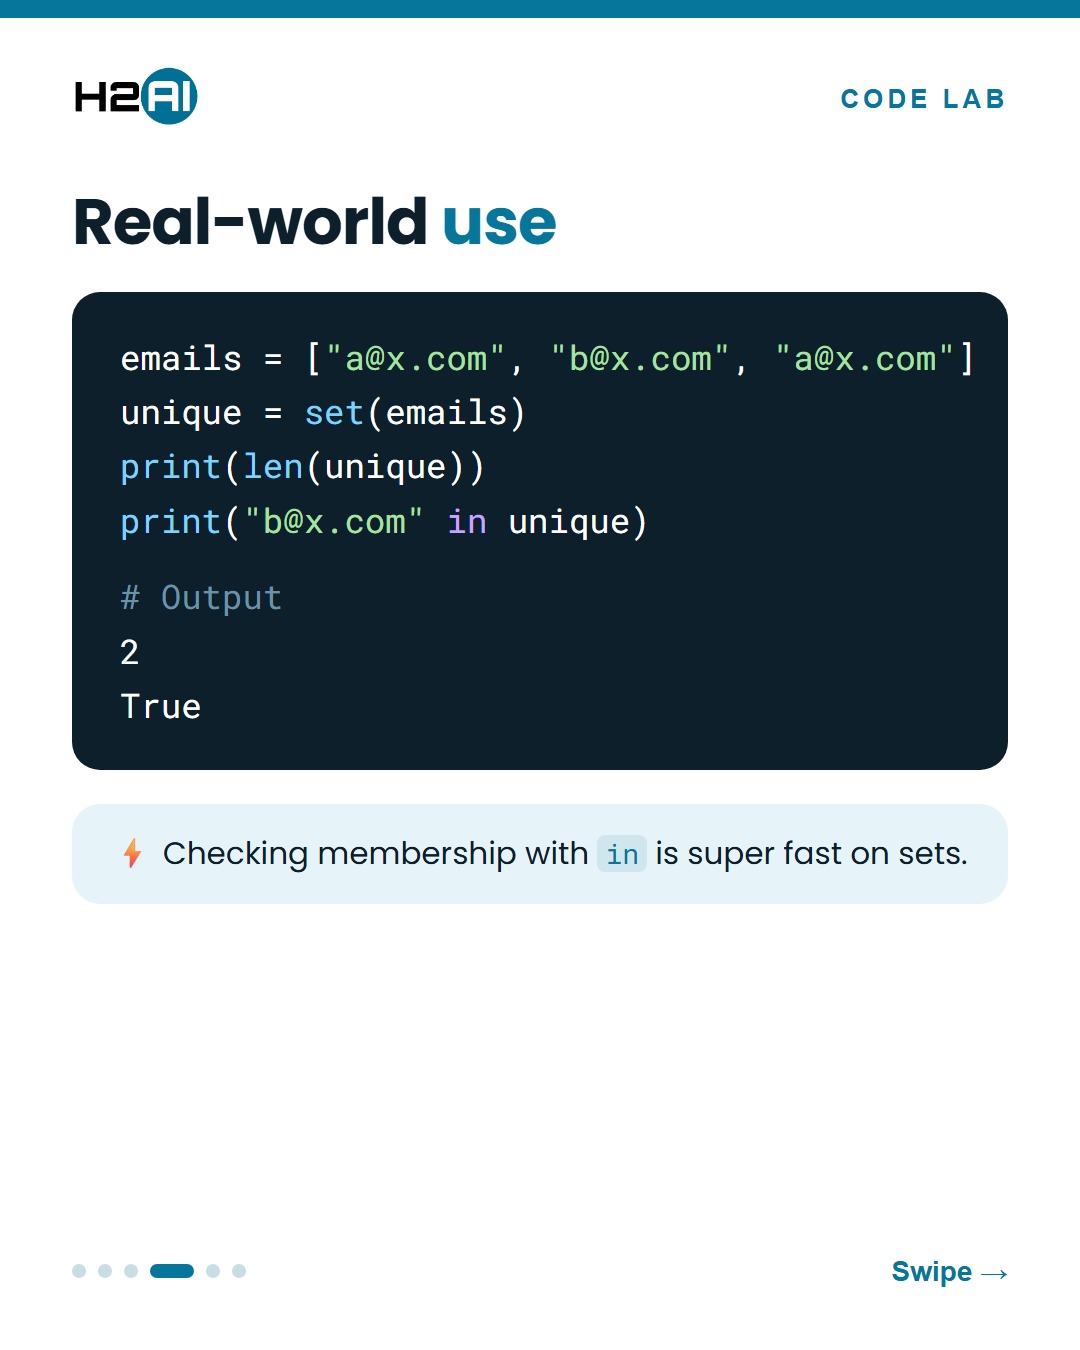 H2AI
CODE LAB
Real-world use
emails = ["a@x.com", "b@x.com", "a@x.com"]
unique = set(emails)
print(len(unique))
print("b@x.com" in unique)
# Output
2
True
⚡ Checking membership with in is super fast on sets.
Swipe →